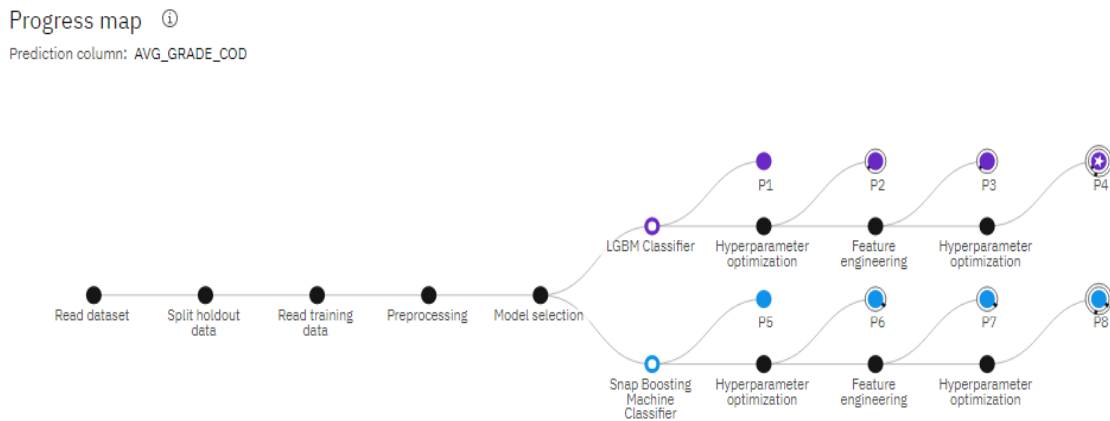 Progress map
Prediction column: AVG_GRADE_COD
P1
P2
P3
P4
LGBM Classifier
Hyperparameter
optimization
Feature
engineering
Hyperparameter
optimization
Read dataset
Split holdout
data
Read training
data
Preprocessing
Model selection
P5
P6
P7
P8
Snap Boosting
Machine
Classifier
Hyperparameter
optimization
Feature
engineering
Hyperparameter
optimization